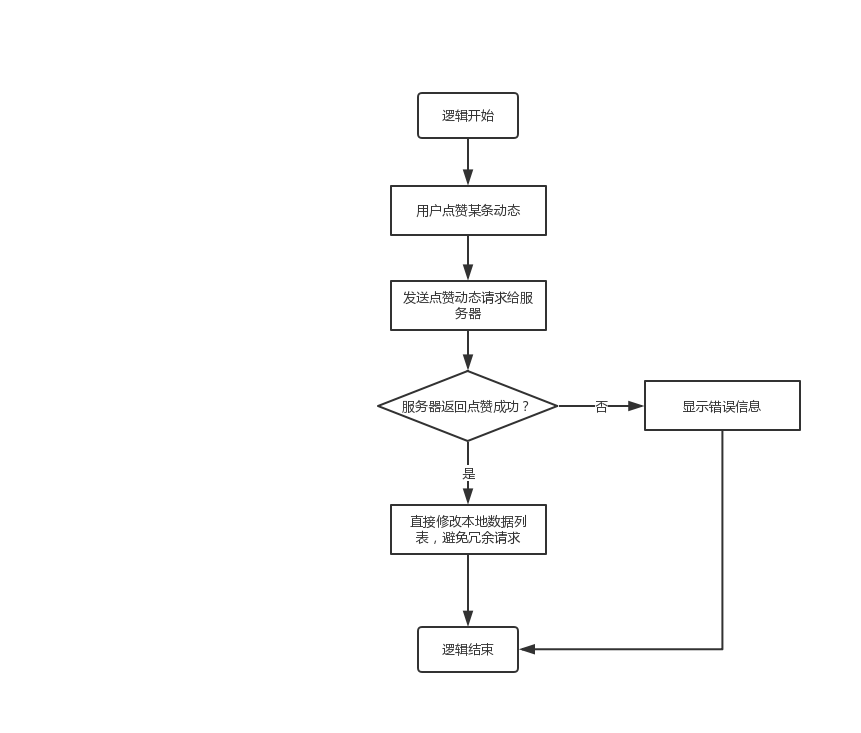 逻辑开始
用户点赞某条动态
发送点赞动态请求给服
务器
服务器返回点赞成功？
否
显示错误信息
是
直接修改本地数据列
表，避免冗余请求
逻辑结束